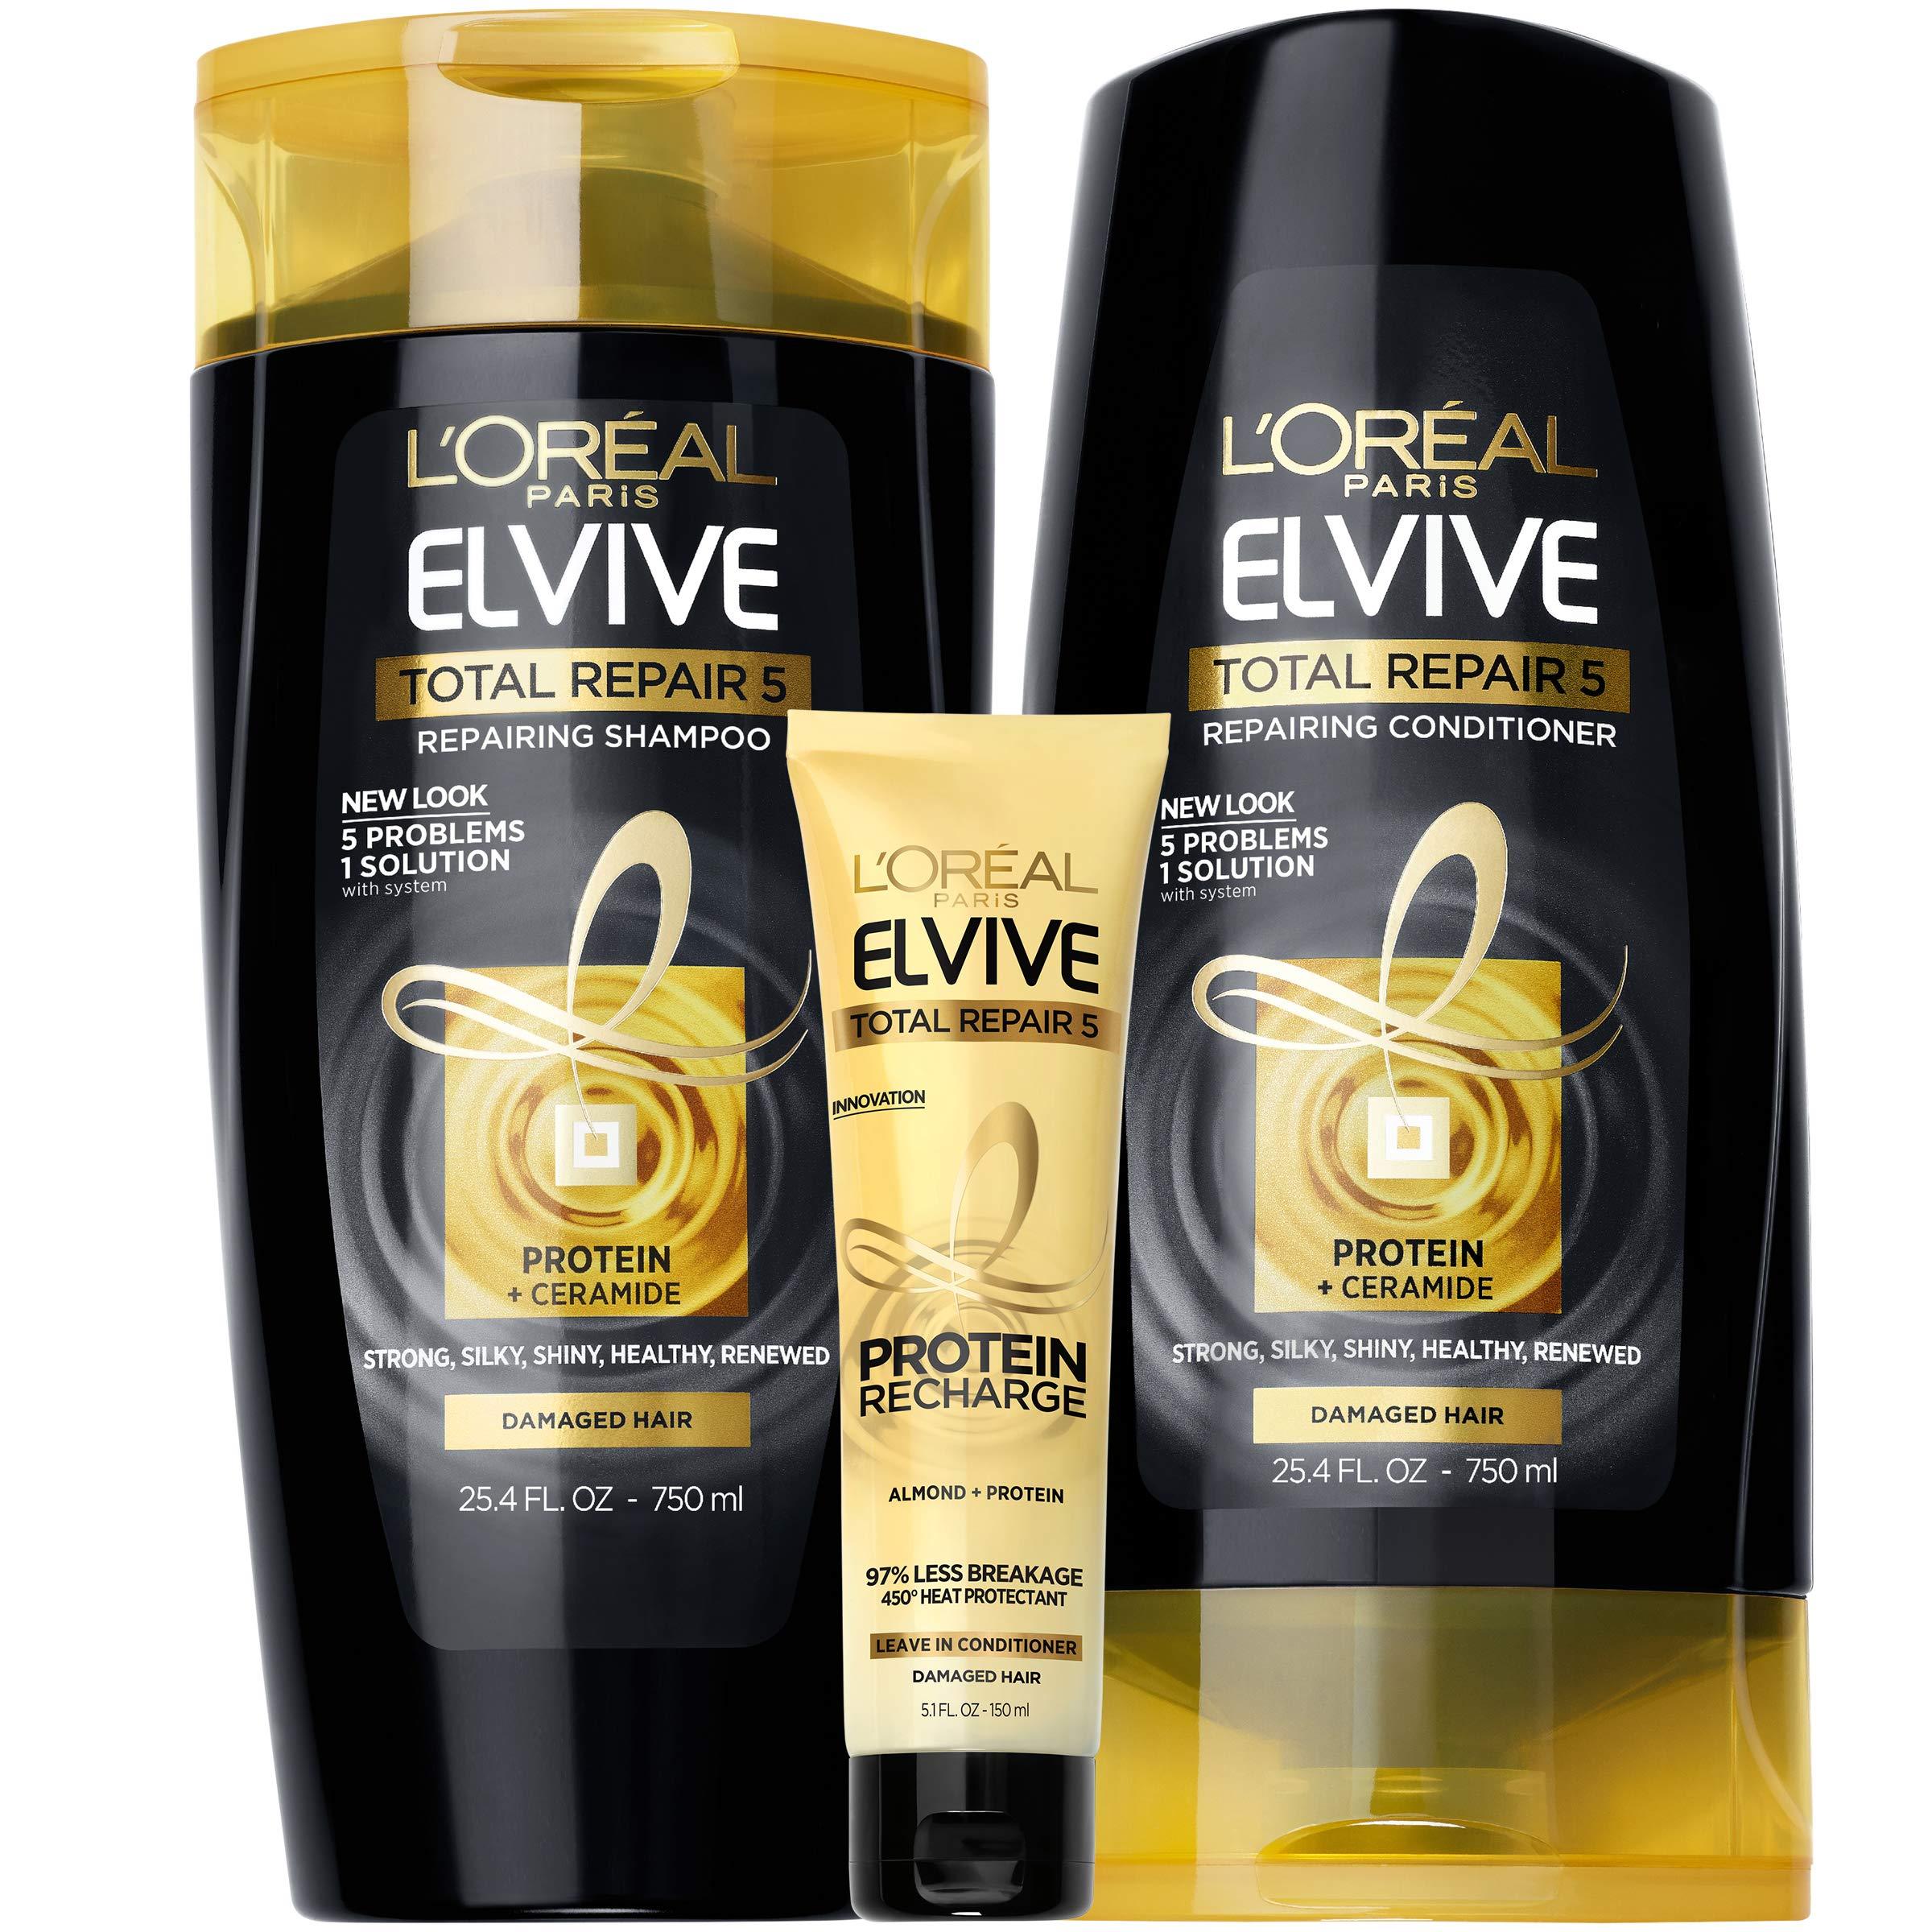 L'ORÉAL
PARiS
ELVIVE
TOTAL REPAIR 5
REPAIRING SHAMPOO
NEW LOOK
5 PROBLEMS
1 SOLUTION
with system
PROTEIN
+ CERAMIDE
STRONG, SILKY, SHINY, HEALTHY, RENEWED
DAMAGED HAIR
25.4 FL. OZ - 750 ml
L'ORÉAL
PARiS
ELVIVE
TOTAL REPAIR 5
INNOVATION
PROTEIN
RECHARGE
ALMOND + PROTEIN
97% LESS BREAKAGE
450° HEAT PROTECTANT
LEAVE IN CONDITIONER
DAMAGED HAIR
5.1 FL. OZ - 150 ml
L'ORÉAL
PARiS
ELVIVE
TOTAL REPAIR 5
REPAIRING CONDITIONER
NEW LOOK
5 PROBLEMS
1 SOLUTION
with system
PROTEIN
+ CERAMIDE
STRONG, SILKY, SHINY, HEALTHY, RENEWED
DAMAGED HAIR
25.4 FL. OZ - 750 ml